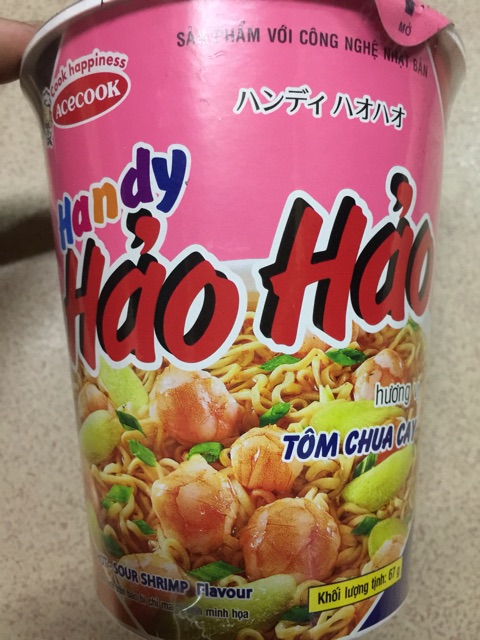 MỞ
SẢN PHẨM VỚI CÔNG NGHỆ NHẬT BẢN
Cook happiness
Acecook
ハンディ ハオハオ
Handy
Hảo Hảo
hương
TÔM CHUA CAY
SOUR SHRIMP Flavour
minh họa
Khối lượng tịnh: 67 g